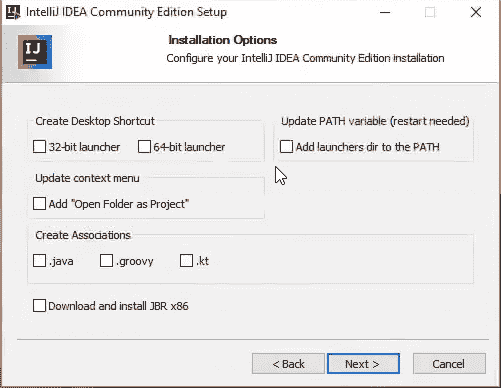 IntelliJ IDEA Community Edition Setup
IJ
Installation Options
Configure your IntelliJ IDEA Community Edition installation
Create Desktop Shortcut
32-bit launcher
64-bit launcher
Update PATH variable (restart needed)
Add launchers dir to the PATH
Update context menu
Add "Open Folder as Project"
Create Associations
.java
.groovy
.kt
Download and install JBR x86
< Back
Next >
Cancel